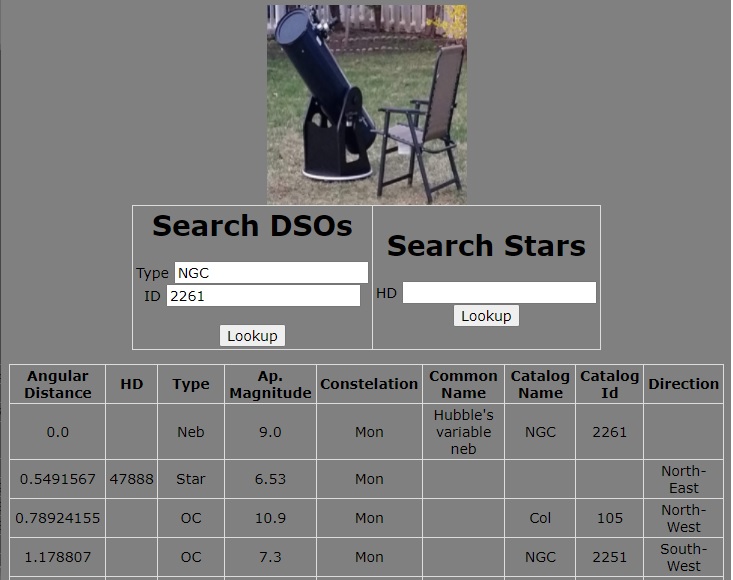 Search DSOs
Type NGC
ID 2261
Lookup
Search Stars
HD
Lookup
Angular Distance HD Type Ap. Magnitude Constelation Common Name Catalog Name Catalog Id Direction
0.0 Neb 9.0 Mon Hubble's variable neb NGC 2261
0.5491567 47888 Star 6.53 Mon North-East
0.78924155 OC 10.9 Mon Col 105 North-West
1.178807 OC 7.3 Mon NGC 2251 South-West